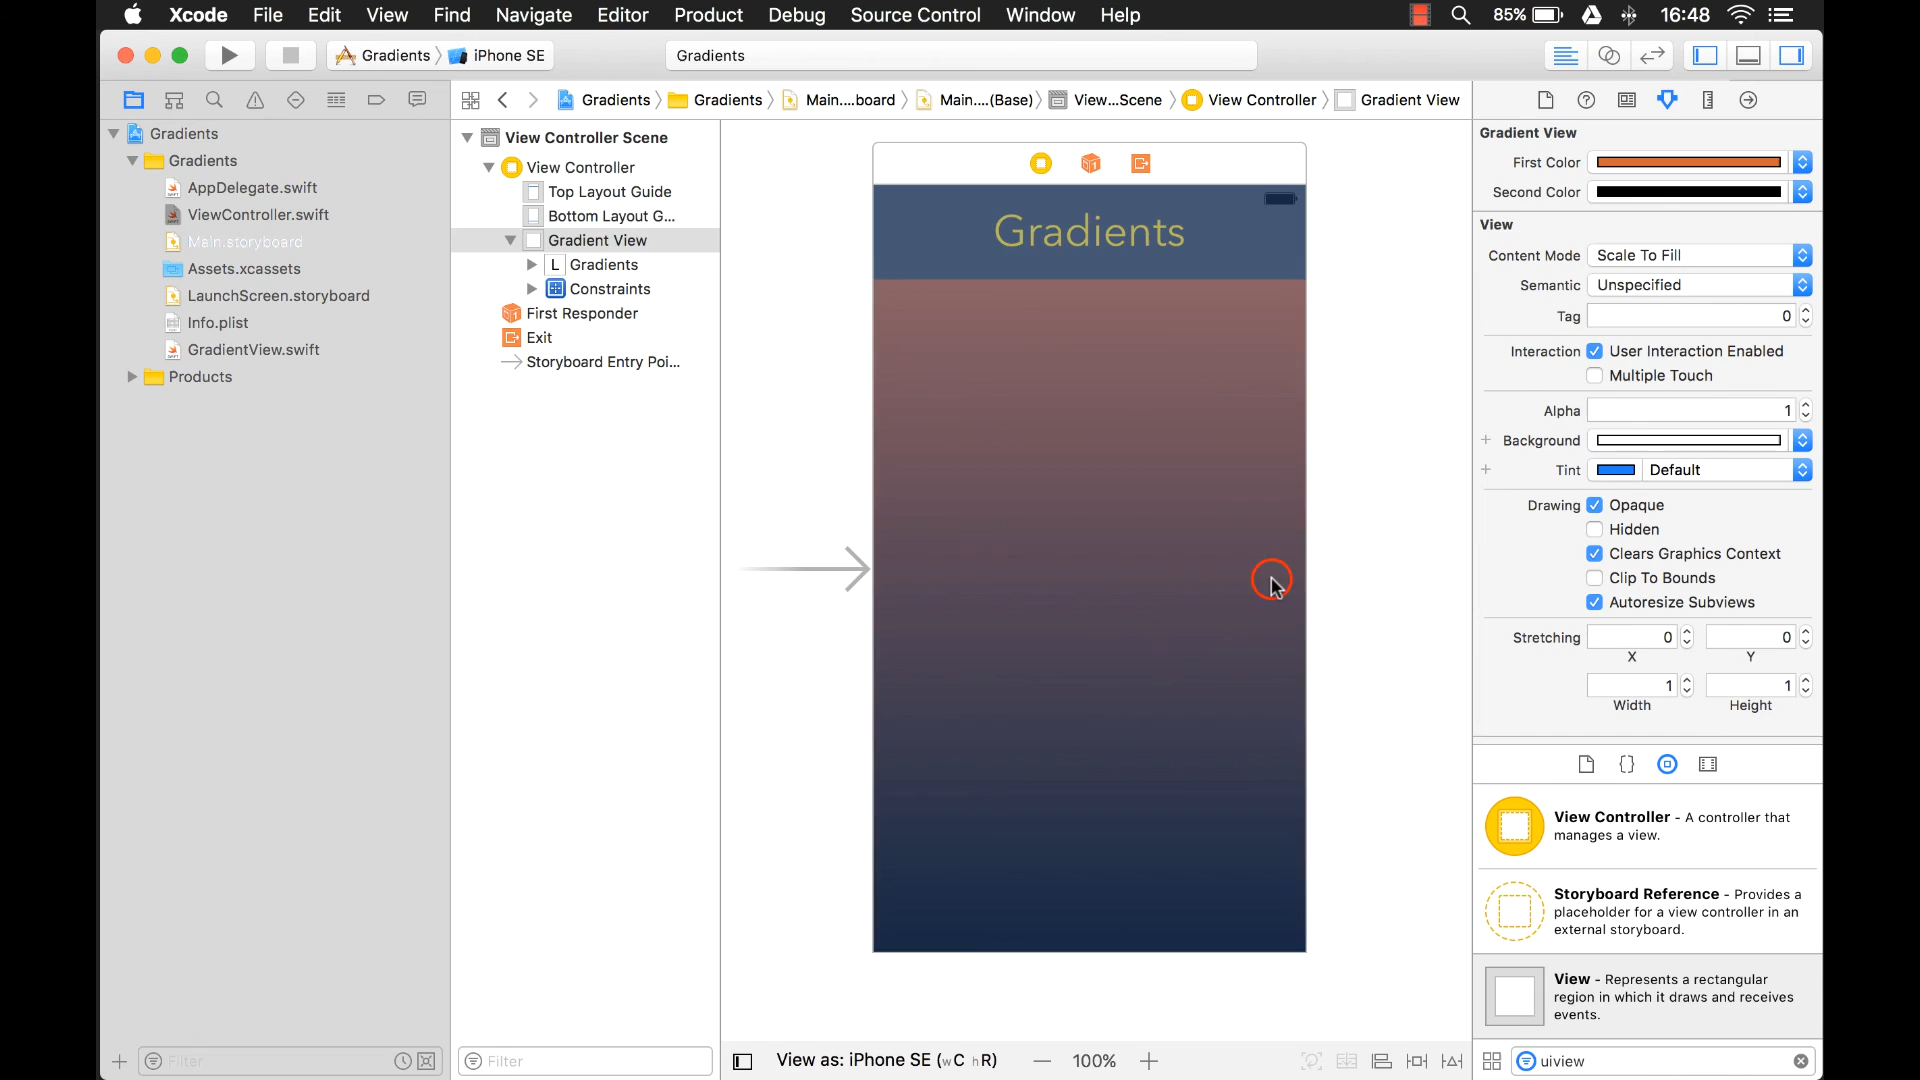 Xcode File Edit View Find Navigate Editor Product Debug Source Control Window Help 85% 16:48
Gradients iPhone SE Gradients
Gradients Gradients Main....board Main....(Base) View...Scene View Controller Gradient View
Gradients
Gradients
AppDelegate.swift
ViewController.swift
Main.storyboard
Assets.xcassets
LaunchScreen.storyboard
Info.plist
GradientView.swift
Products
Filter
View Controller Scene
View Controller
Top Layout Guide
Bottom Layout G...
Gradient View
L Gradients
Constraints
First Responder
Exit
Storyboard Entry Poi...
Filter
Gradients
View as: iPhone SE (wC hR) 100%
Gradient View
First Color
Second Color
View
Content Mode Scale To Fill
Semantic Unspecified
Tag 0
Interaction User Interaction Enabled
Multiple Touch
Alpha 1
Background
Tint Default
Drawing Opaque
Hidden
Clears Graphics Context
Clip To Bounds
Autoresize Subviews
Stretching 0 0
X Y
1 1
Width Height
View Controller - A controller that
manages a view.
Storyboard Reference - Provides a
placeholder for a view controller in an
external storyboard.
View - Represents a rectangular
region in which it draws and receives
events.
uiview